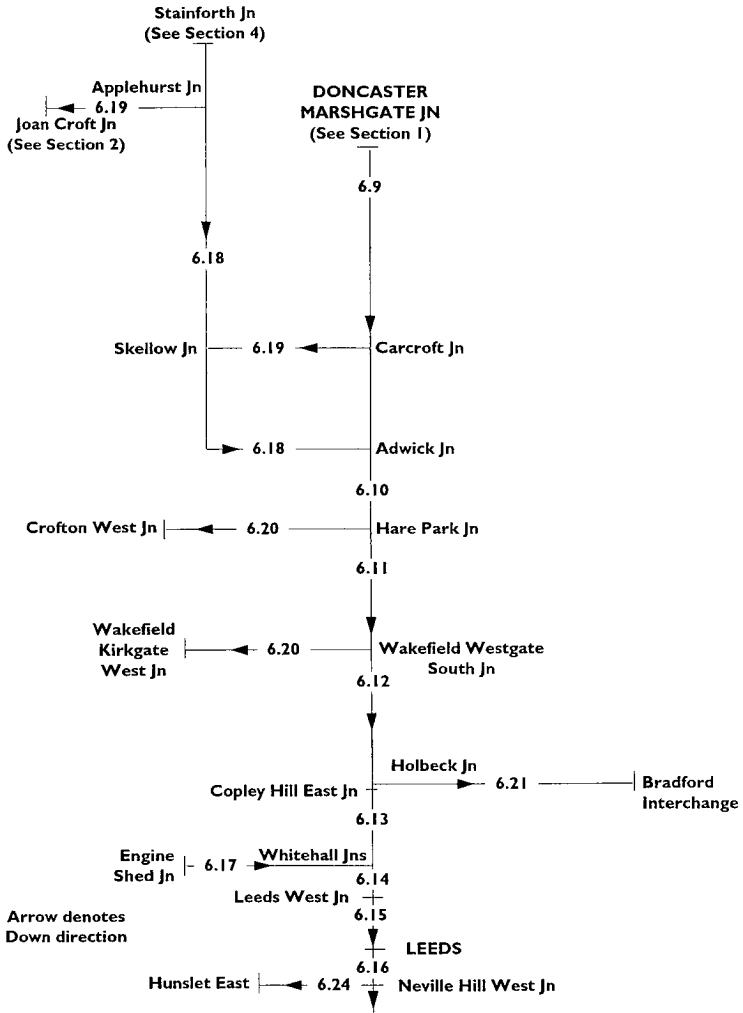 Stainforth Jn
(See Section 4)
Applehurst Jn
6.19
Joan Croft Jn
(See Section 2)
DONCASTER
MARSHGATE JN
(See Section 1)
6.9
6.18
Skellow Jn
6.19
Carcroft Jn
6.18
Adwick Jn
6.10
Crofton West Jn
6.20
Hare Park Jn
6.11
Wakefield
Kirkgate
West Jn
6.20
Wakefield Westgate
South Jn
6.12
Holbeck Jn
6.21
Bradford
Interchange
Copley Hill East Jn
6.13
Engine
Shed Jn
6.17
Whitehall Jns
6.14
Leeds West Jn
6.15
Arrow denotes
Down direction
LEEDS
6.16
Hunslet East
6.24
Neville Hill West Jn